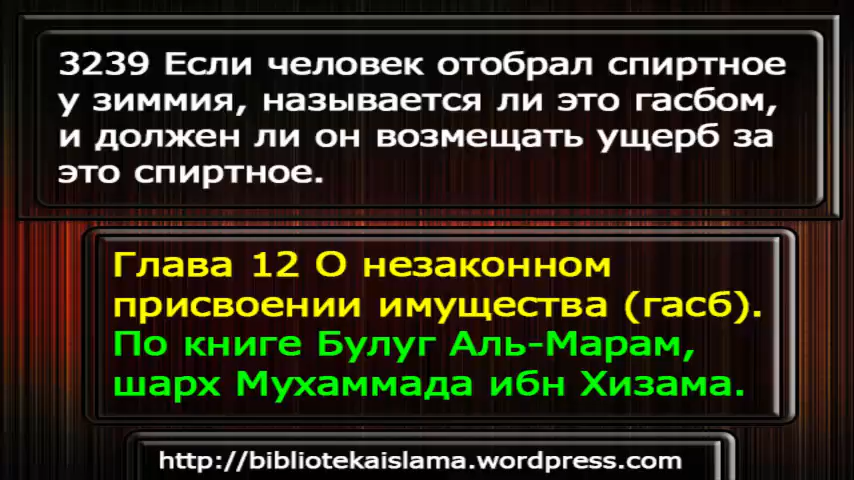 3239 Если человек отобрал спиртное
у зиммия, называется ли это гасбом,
и должен ли он возмещать ущерб за
это спиртное.
Глава 12 О незаконном
присвоении имущества (гасб).
По книге Булуг Аль-Марам,
шарх Мухаммада ибн Хизама.
http://bibliotekaislama.wordpress.com